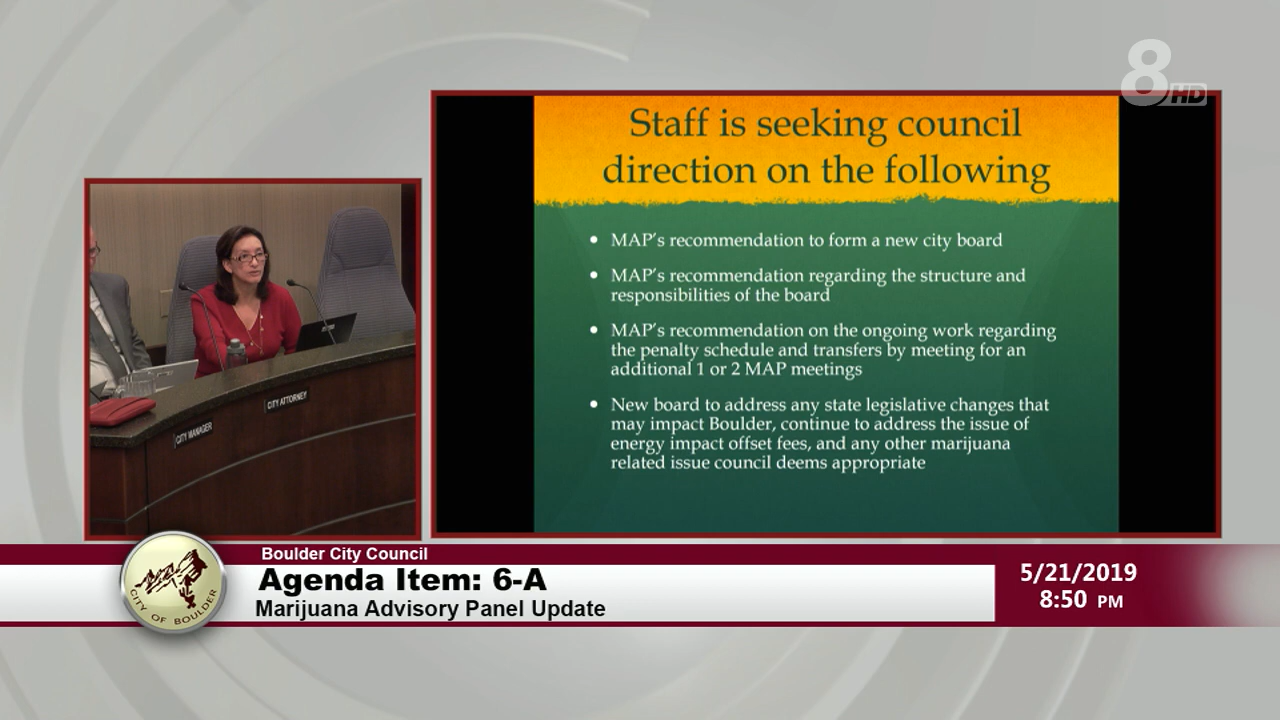 8
HD
Staff is seeking council
direction on the following
• MAP's recommendation to form a new city board
• MAP's recommendation regarding the structure and
responsibilities of the board
• MAP's recommendation on the ongoing work regarding
the penalty schedule and transfers by meeting for an
additional 1 or 2 MAP meetings
• New board to address any state legislative changes that
may impact Boulder, continue to address the issue of
energy impact offset fees, and any other marijuana
related issue council deems appropriate
CITY ATTORNEY
CITY MANAGER
Boulder City Council
Agenda Item: 6-A
Marijuana Advisory Panel Update
5/21/2019
8:50 PM
CITY OF BOULDER